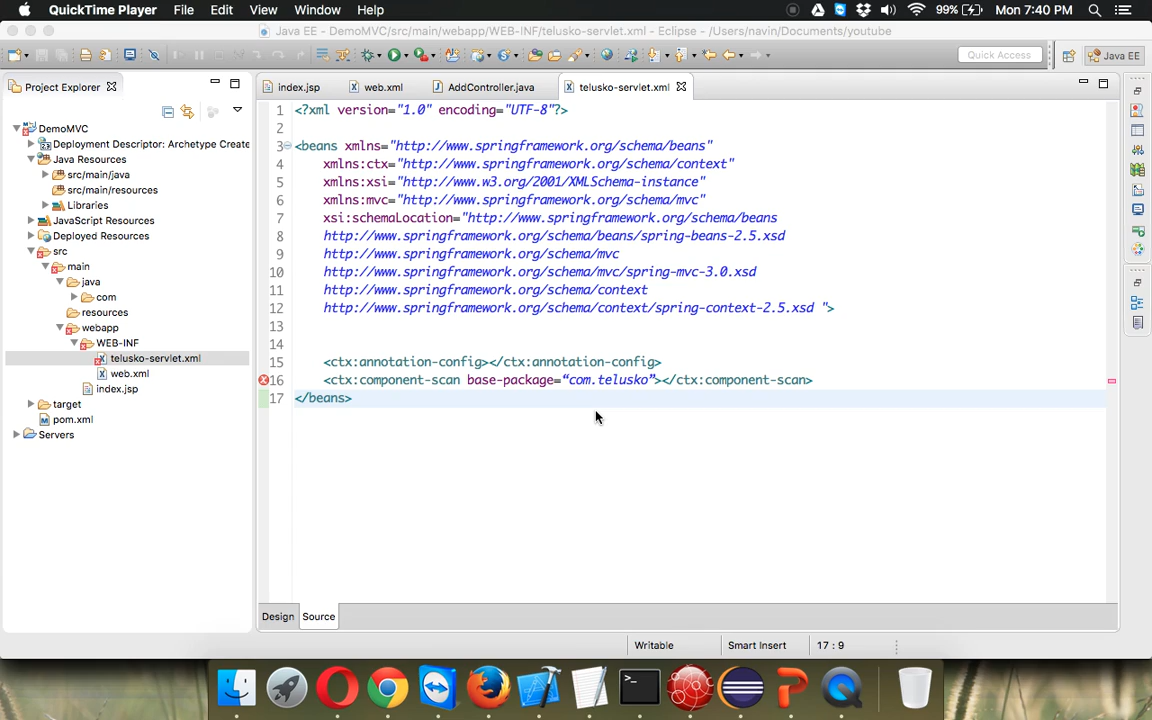 QuickTime Player File Edit View Window Help 99% Mon 7:40 PM
Java EE - DemoMVC/src/main/webapp/WEB-INF/telusko-servlet.xml - Eclipse - /Users/navin/Documents/youtube
Quick Access Java EE
Project Explorer
index.jsp web.xml AddController.java telusko-servlet.xml
DemoMVC
Deployment Descriptor: Archetype Create
Java Resources
src/main/java
src/main/resources
Libraries
JavaScript Resources
Deployed Resources
src
main
java
com
resources
webapp
WEB-INF
telusko-servlet.xml
web.xml
index.jsp
target
pom.xml
Servers
1 <?xml version="1.0" encoding="UTF-8"?>
2
3 <beans xmlns="http://www.springframework.org/schema/beans"
4 xmlns:ctx="http://www.springframework.org/schema/context"
5 xmlns:xsi="http://www.w3.org/2001/XMLSchema-instance"
6 xmlns:mvc="http://www.springframework.org/schema/mvc"
7 xsi:schemaLocation="http://www.springframework.org/schema/beans
8 http://www.springframework.org/schema/beans/spring-beans-2.5.xsd
9 http://www.springframework.org/schema/mvc
10 http://www.springframework.org/schema/mvc/spring-mvc-3.0.xsd
11 http://www.springframework.org/schema/context
12 http://www.springframework.org/schema/context/spring-context-2.5.xsd ">
13
14
15 <ctx:annotation-config></ctx:annotation-config>
16 <ctx:component-scan base-package=“com.telusko”></ctx:component-scan>
17 </beans>
Design Source
Writable Smart Insert 17 : 9